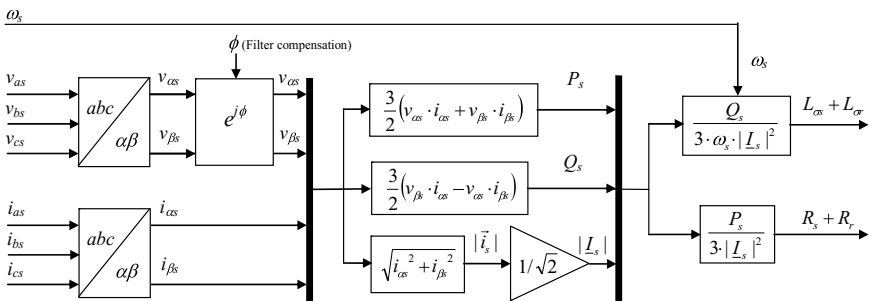 ω_s
ϕ (Filter compensation)
v_as
v_bs
v_cs
abc
αβ
v_αs
v_βs
e^jϕ
v_αs
v_βs
i_as
i_bs
i_cs
abc
αβ
i_αs
i_βs
3/2 (v_αs · i_αs + v_βs · i_βs)
P_s
3/2 (v_βs · i_αs − v_αs · i_βs)
Q_s
√(i_αs² + i_βs²)
|i⃗_s|
1/√2
|I_s|
ω_s
Q_s / 3·ω_s·|I_s|²
L_σs + L_σr
P_s / 3·|I_s|²
R_s + R_r